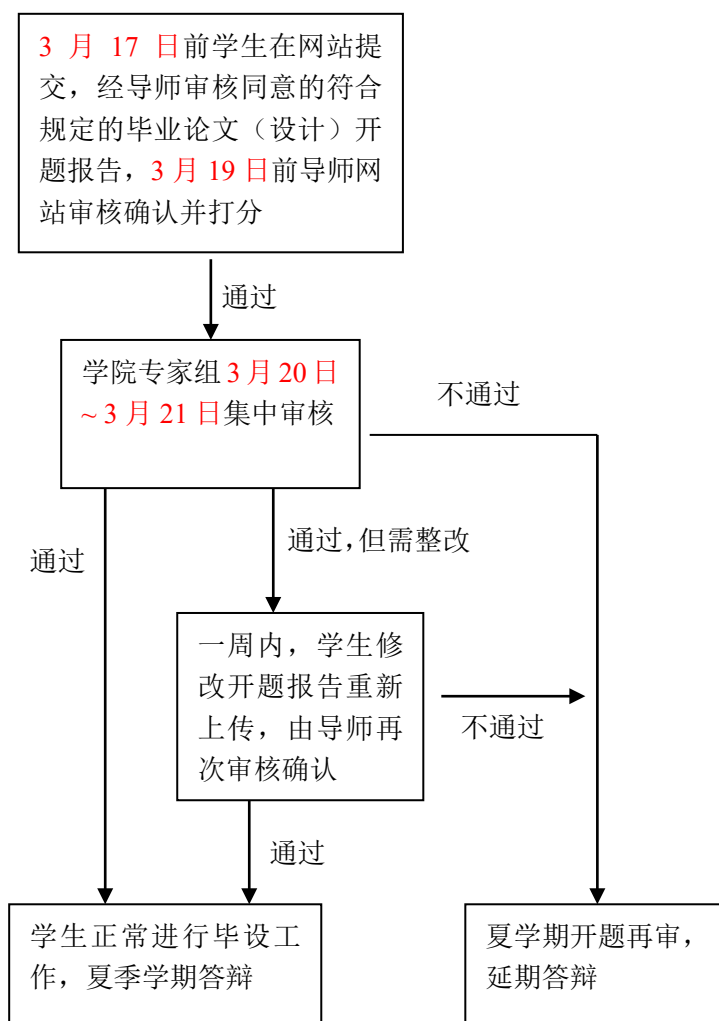 3 月 17 日前学生在网站提
交，经导师审核同意的符合
规定的毕业论文（设计）开
题报告，3 月 19 日前导师网
站审核确认并打分
通过
学院专家组 3 月 20 日
~ 3 月 21 日集中审核
不通过
通过，但需整改
通过
一周内，学生修
改开题报告重新
上传，由导师再
次审核确认
不通过
通过
学生正常进行毕设工
作，夏季学期答辩
夏学期开题再审，
延期答辩